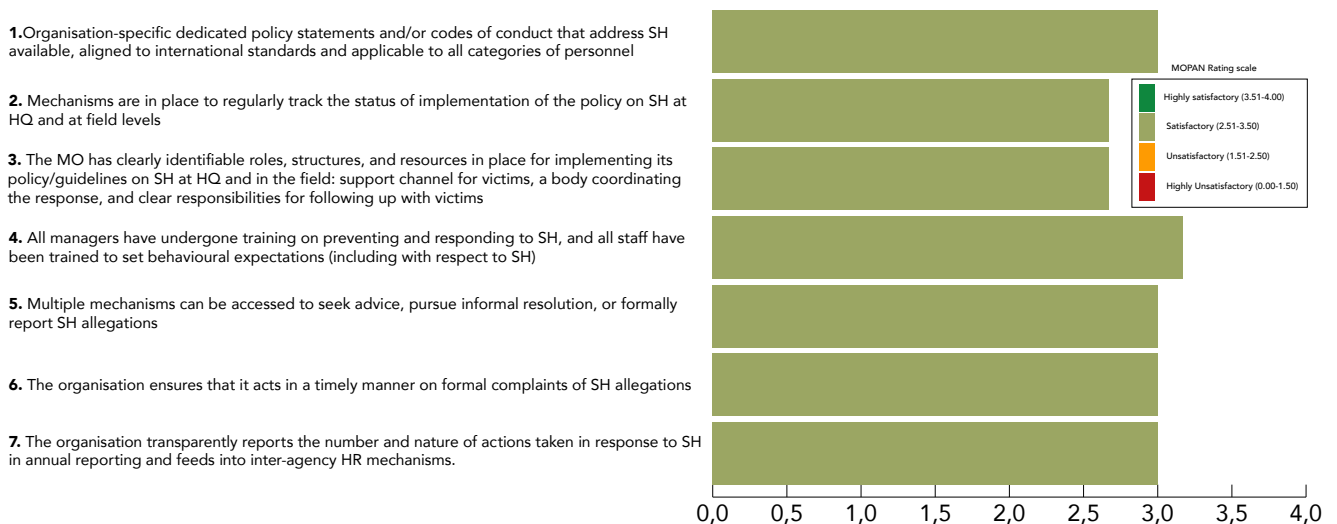 1.Organisation-specific dedicated policy statements and/or codes of conduct that address SH
available, aligned to international standards and applicable to all categories of personnel
2. Mechanisms are in place to regularly track the status of implementation of the policy on SH at
HQ and at field levels
3. The MO has clearly identifiable roles, structures, and resources in place for implementing its
policy/guidelines on SH at HQ and in the field: support channel for victims, a body coordinating
the response, and clear responsibilities for following up with victims
4. All managers have undergone training on preventing and responding to SH, and all staff have
been trained to set behavioural expectations (including with respect to SH)
5. Multiple mechanisms can be accessed to seek advice, pursue informal resolution, or formally
report SH allegations
6. The organisation ensures that it acts in a timely manner on formal complaints of SH allegations
7. The organisation transparently reports the number and nature of actions taken in response to SH
in annual reporting and feeds into inter-agency HR mechanisms.
MOPAN Rating scale
Highly satisfactory (3.51-4.00)
Satisfactory (2.51-3.50)
Unsatisfactory (1.51-2.50)
Highly Unsatisfactory (0.00-1.50)
0,0 0,5 1,0 1,5 2,0 2,5 3,0 3,5 4,0